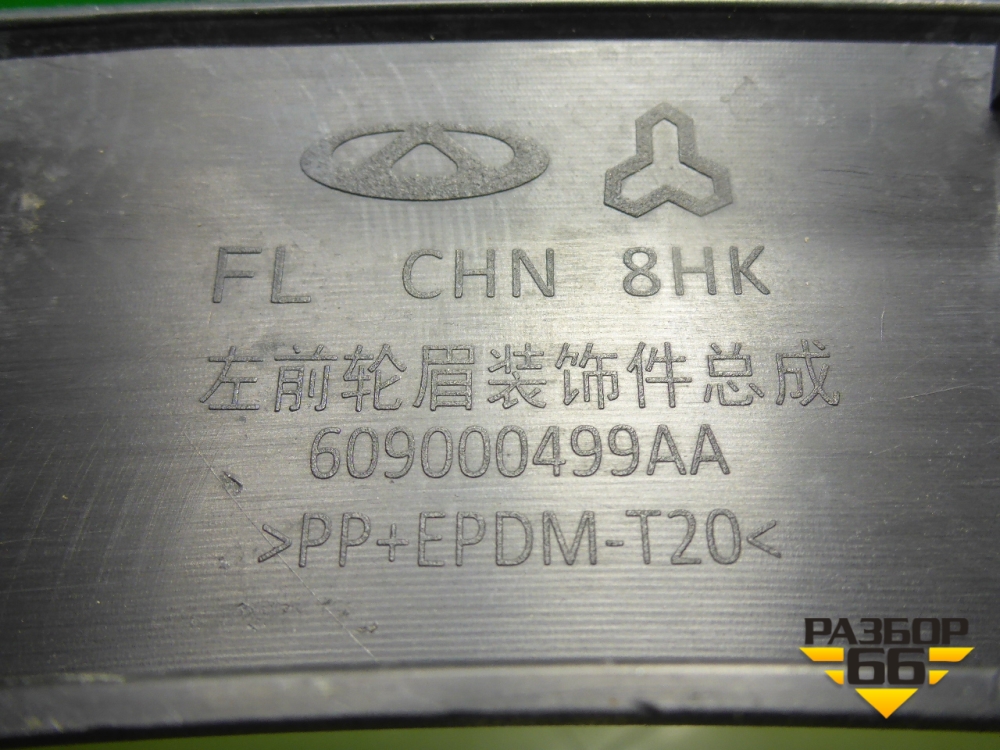 FL CHN 8HK
左前轮眉装饰件总成
609000499AA
>PP+EPDM-T20<
РАЗБОР
66